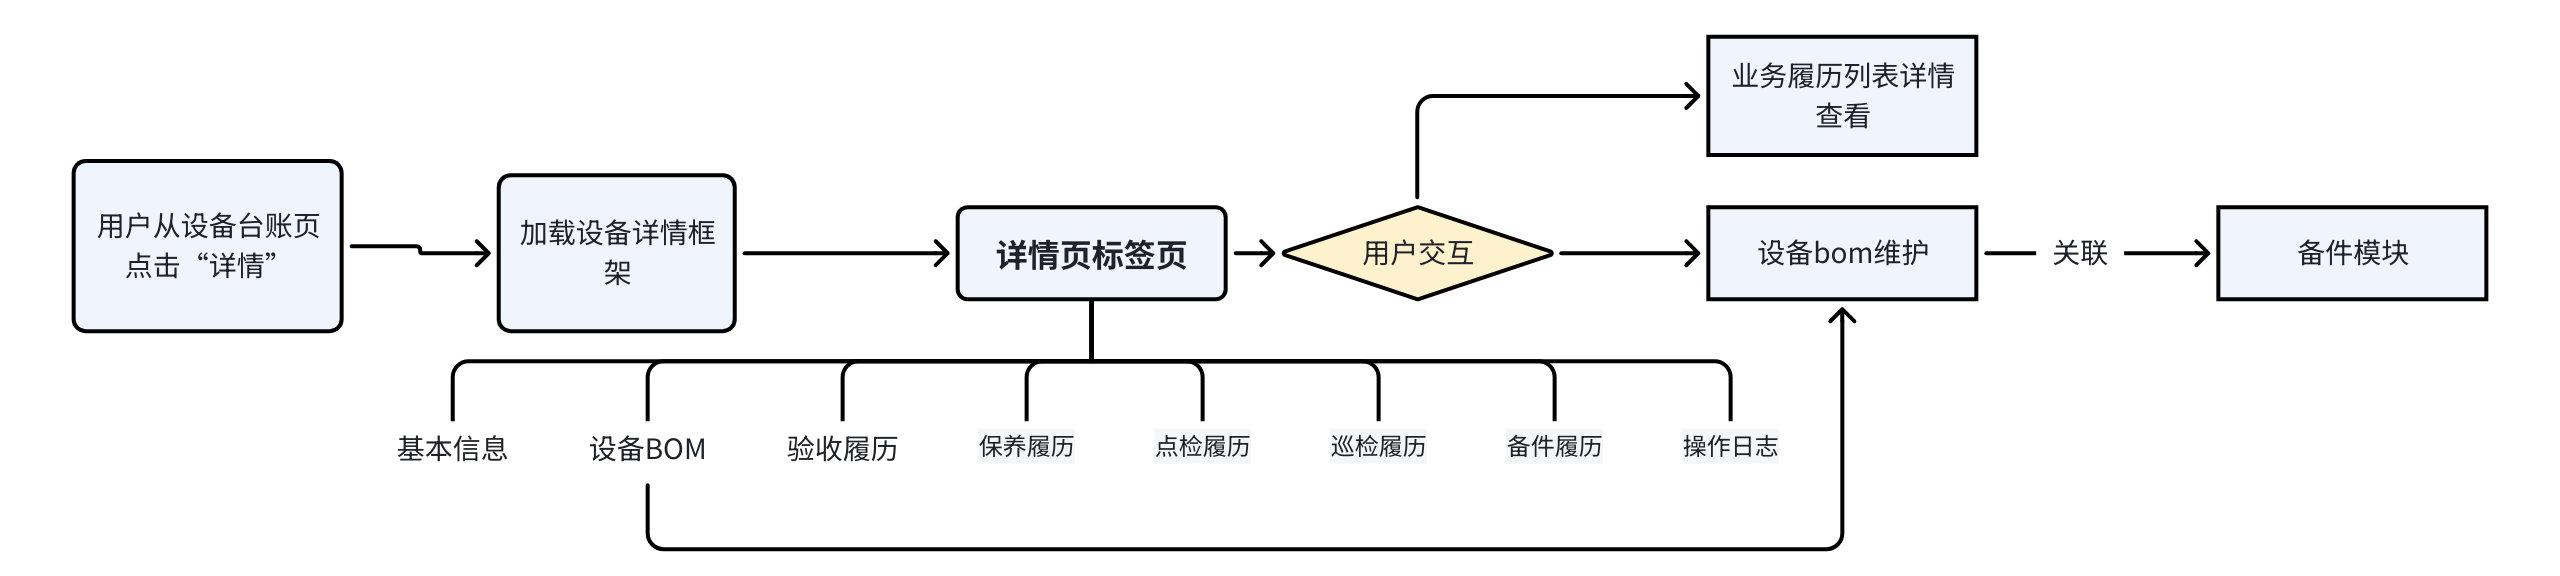 业务履历列表详情
查看
用户从设备台账页
点击“详情”
加载设备详情框
架
详情页标签页
用户交互
设备bom维护
关联
备件模块
基本信息
设备BOM
验收履历
保养履历
点检履历
巡检履历
备件履历
操作日志